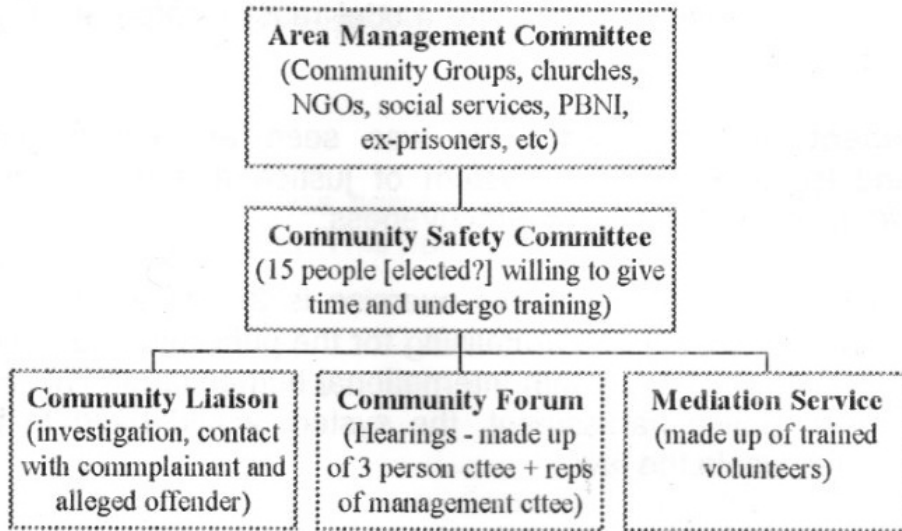 Area Management Committee
(Community Groups, churches,
NGOs, social services, PBNI,
ex-prisoners, etc)
Community Safety Committee
(15 people [elected?] willing to give
time and undergo training)
Community Liaison
(investigation, contact
with commplainant and
alleged offender)
Community Forum
(Hearings - made up
of 3 person cttee + reps
of management cttee)
Mediation Service
(made up of trained
volunteers)